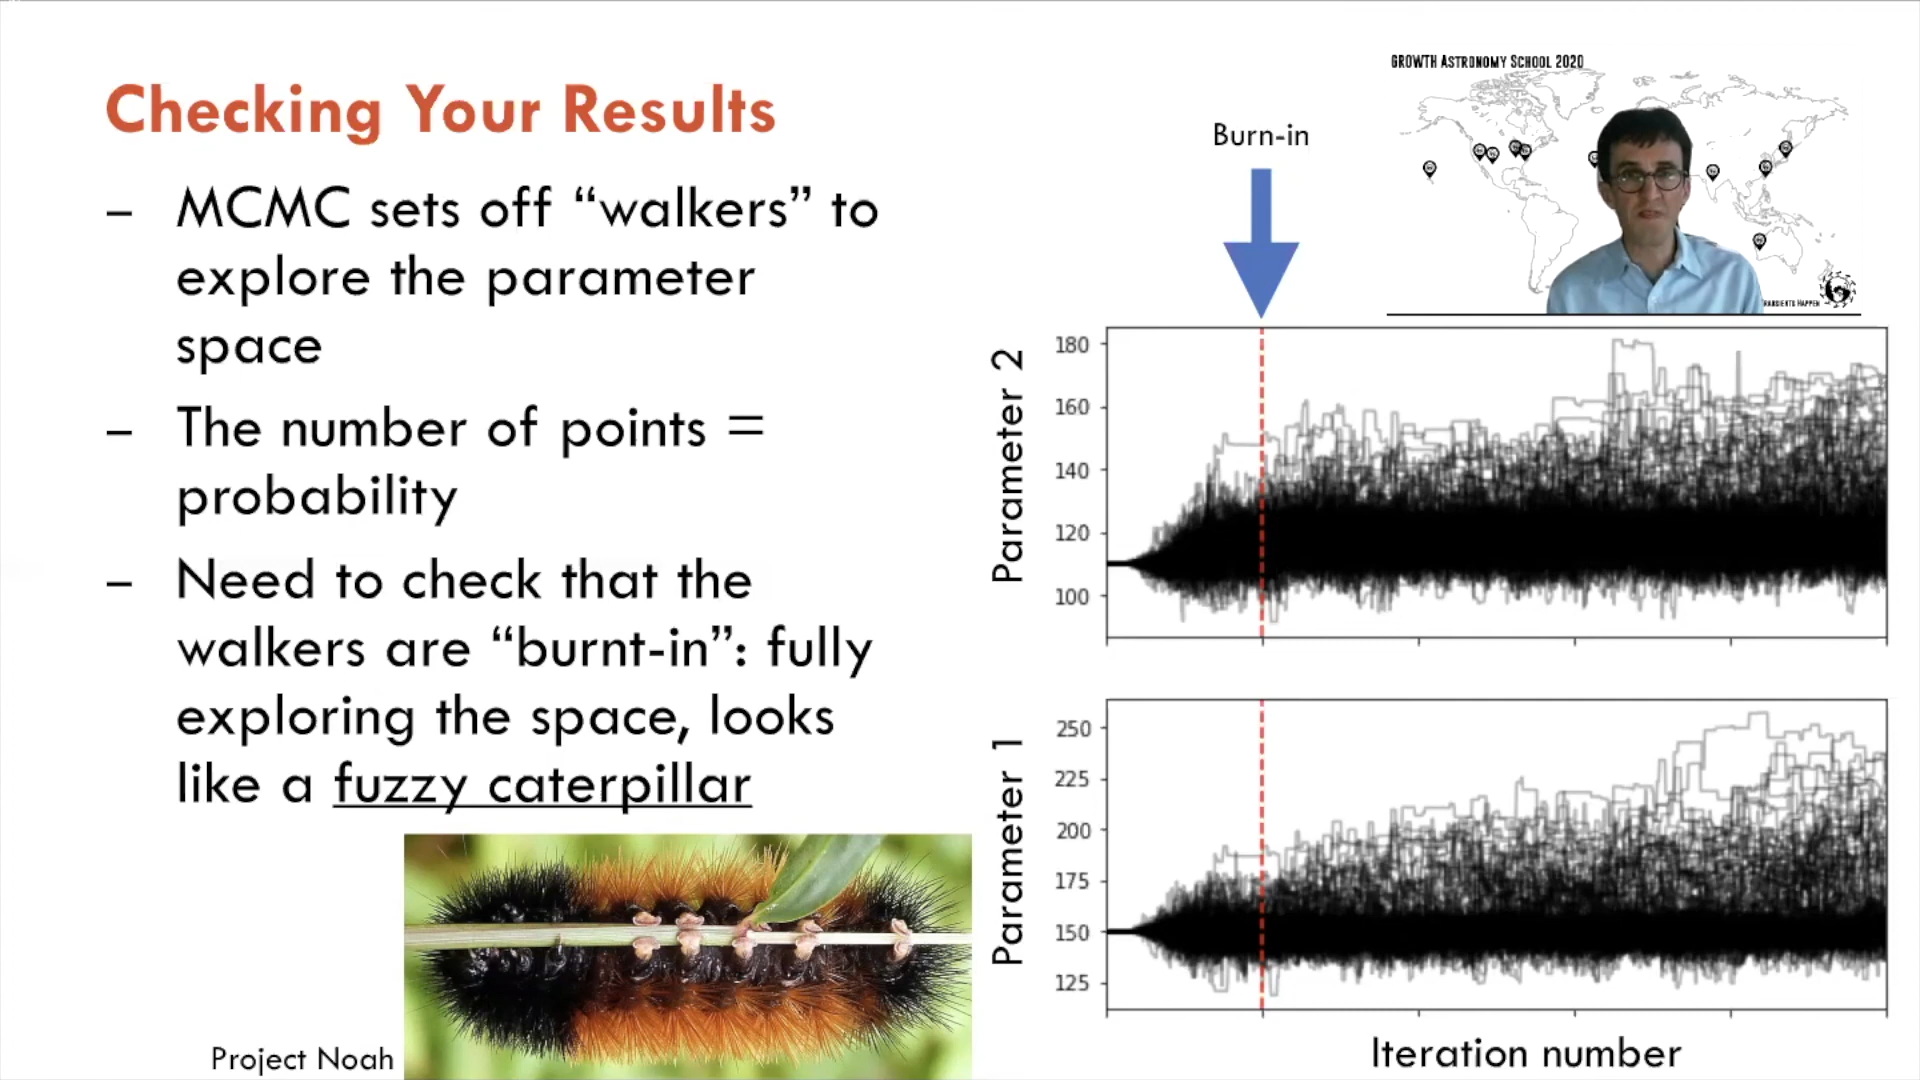 Checking Your Results
– MCMC sets off “walkers” to
explore the parameter
space
– The number of points =
probability
– Need to check that the
walkers are “burnt-in”: fully
exploring the space, looks
like a fuzzy caterpillar
Project Noah
GROWTH ASTRONOMY SCHOOL 2020
HAPPEN
Burn-in
Parameter 2
180
160
140
120
100
Parameter 1
250
225
200
175
150
125
Iteration number